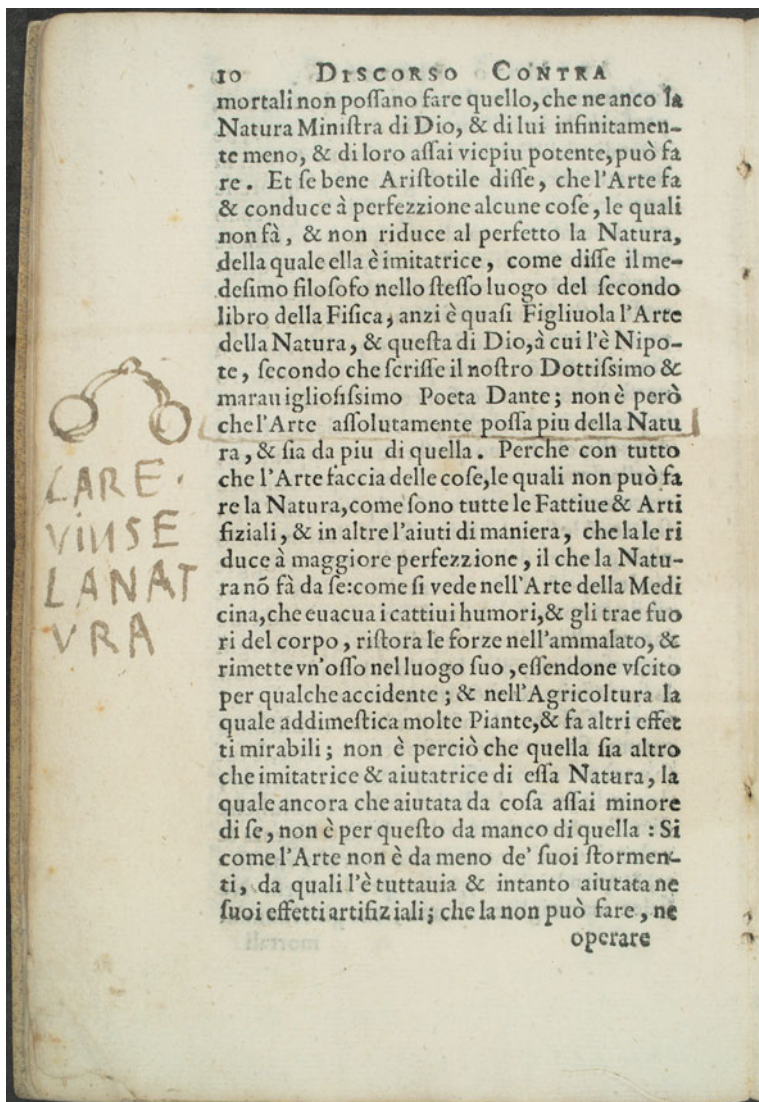 10 DISCORSO CONTRA
mortali non poſſano fare quello, che ne anco la
Natura Miniſtra di Dio, & di lui infinitamen-
te meno, & di loro aſſai viepiu potente, può fa
re. Et ſe bene Ariſtotile diſſe, che l'Arte fa
& conduce à perfezzione alcune coſe, le quali
non fà, & non riduce al perfetto la Natura,
della quale ella è imitatrice, come diſſe il me-
deſimo filoſofo nello ſteſſo luogo del ſecondo
libro della Fiſica, anzi è quaſi Figliuola l'Arte
della Natura, & queſta di Dio, à cui l'è Nipo-
te, ſecondo che ſcriſſe il noſtro Dottiſſimo &
marauiglioſiſſimo Poeta Dante; non è però
che l'Arte aſſolutamente poſſa piu della Natu
ra, & ſia da piu di quella. Perche con tutto
che l'Arte faccia delle coſe, le quali non può fa
re la Natura, come ſono tutte le Fattiue & Arti
fiziali, & in altre l'aiuti di maniera, che la le ri
duce à maggiore perfezzione, il che la Natu-
ra nõ fà da ſe: come ſi vede nell'Arte della Medi
cina, che euacua i cattiui humori, & gli trae fuo
ri del corpo, riſtora le forze nell'ammalato, &
rimette vn'oſſo nel luogo ſuo, eſſendone vſcito
per qualche accidente; & nell'Agricoltura la
quale addimeſtica molte Piante, & fa altri effet
ti mirabili; non è perciò che quella ſia altro
che imitatrice & aiutatrice di eſſa Natura, la
quale ancora che aiutata da coſa aſſai minore
di ſe, non è per queſto da manco di quella: Si
come l'Arte non è da meno de' ſuoi ſtormen-
ti, da quali l'è tuttauia & intanto aiutata ne
ſuoi effetti artifiziali; che la non può fare, ne
operare
LARE.
VINSE
LANAT
VRA